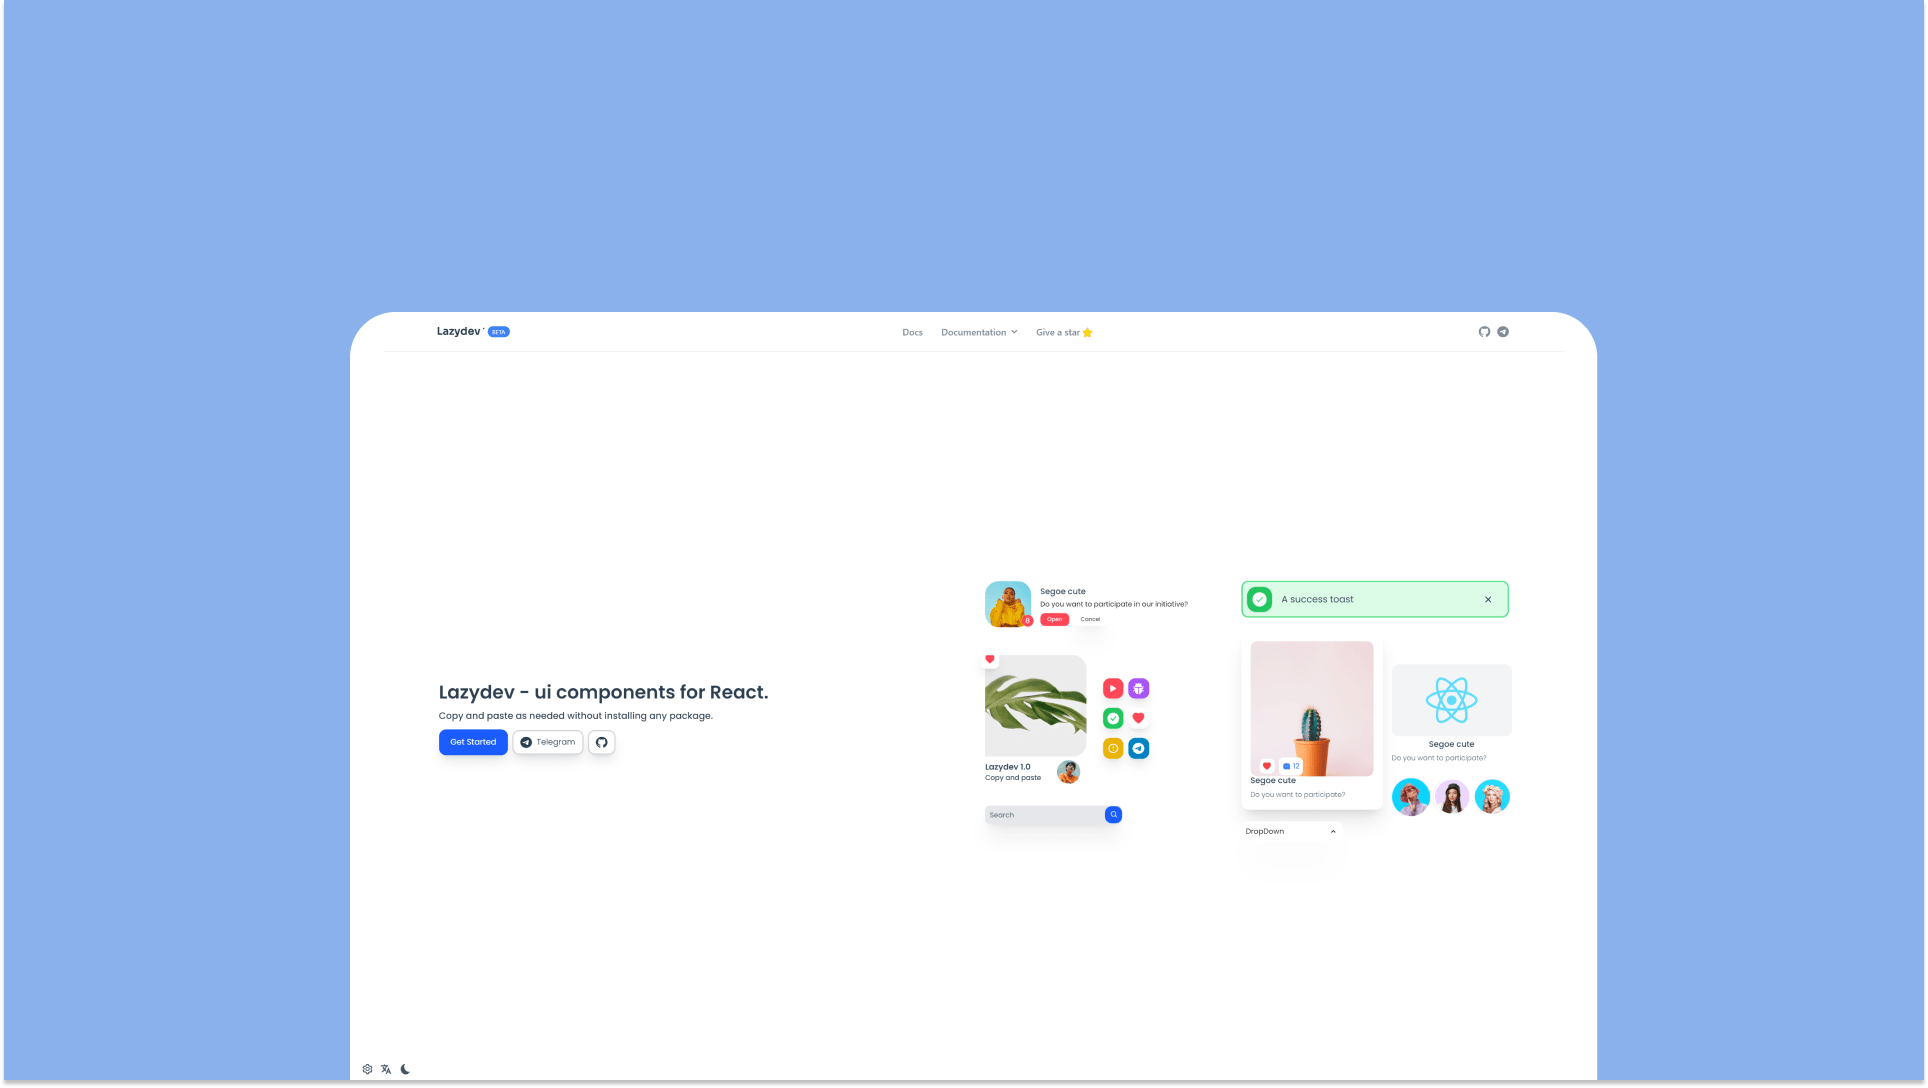 Lazydev BETA
Docs
Documentation
Give a star
Lazydev - ui components for React.
Copy and paste as needed without installing any package.
Get Started
Telegram
Segoe cute
Do you want to participate in our initiative?
8
Open
Cancel
Lazydev 1.0
Copy and paste
Search
A success toast
12
Segoe cute
Do you want to participate?
DropDown
Segoe cute
Do you want to participate?